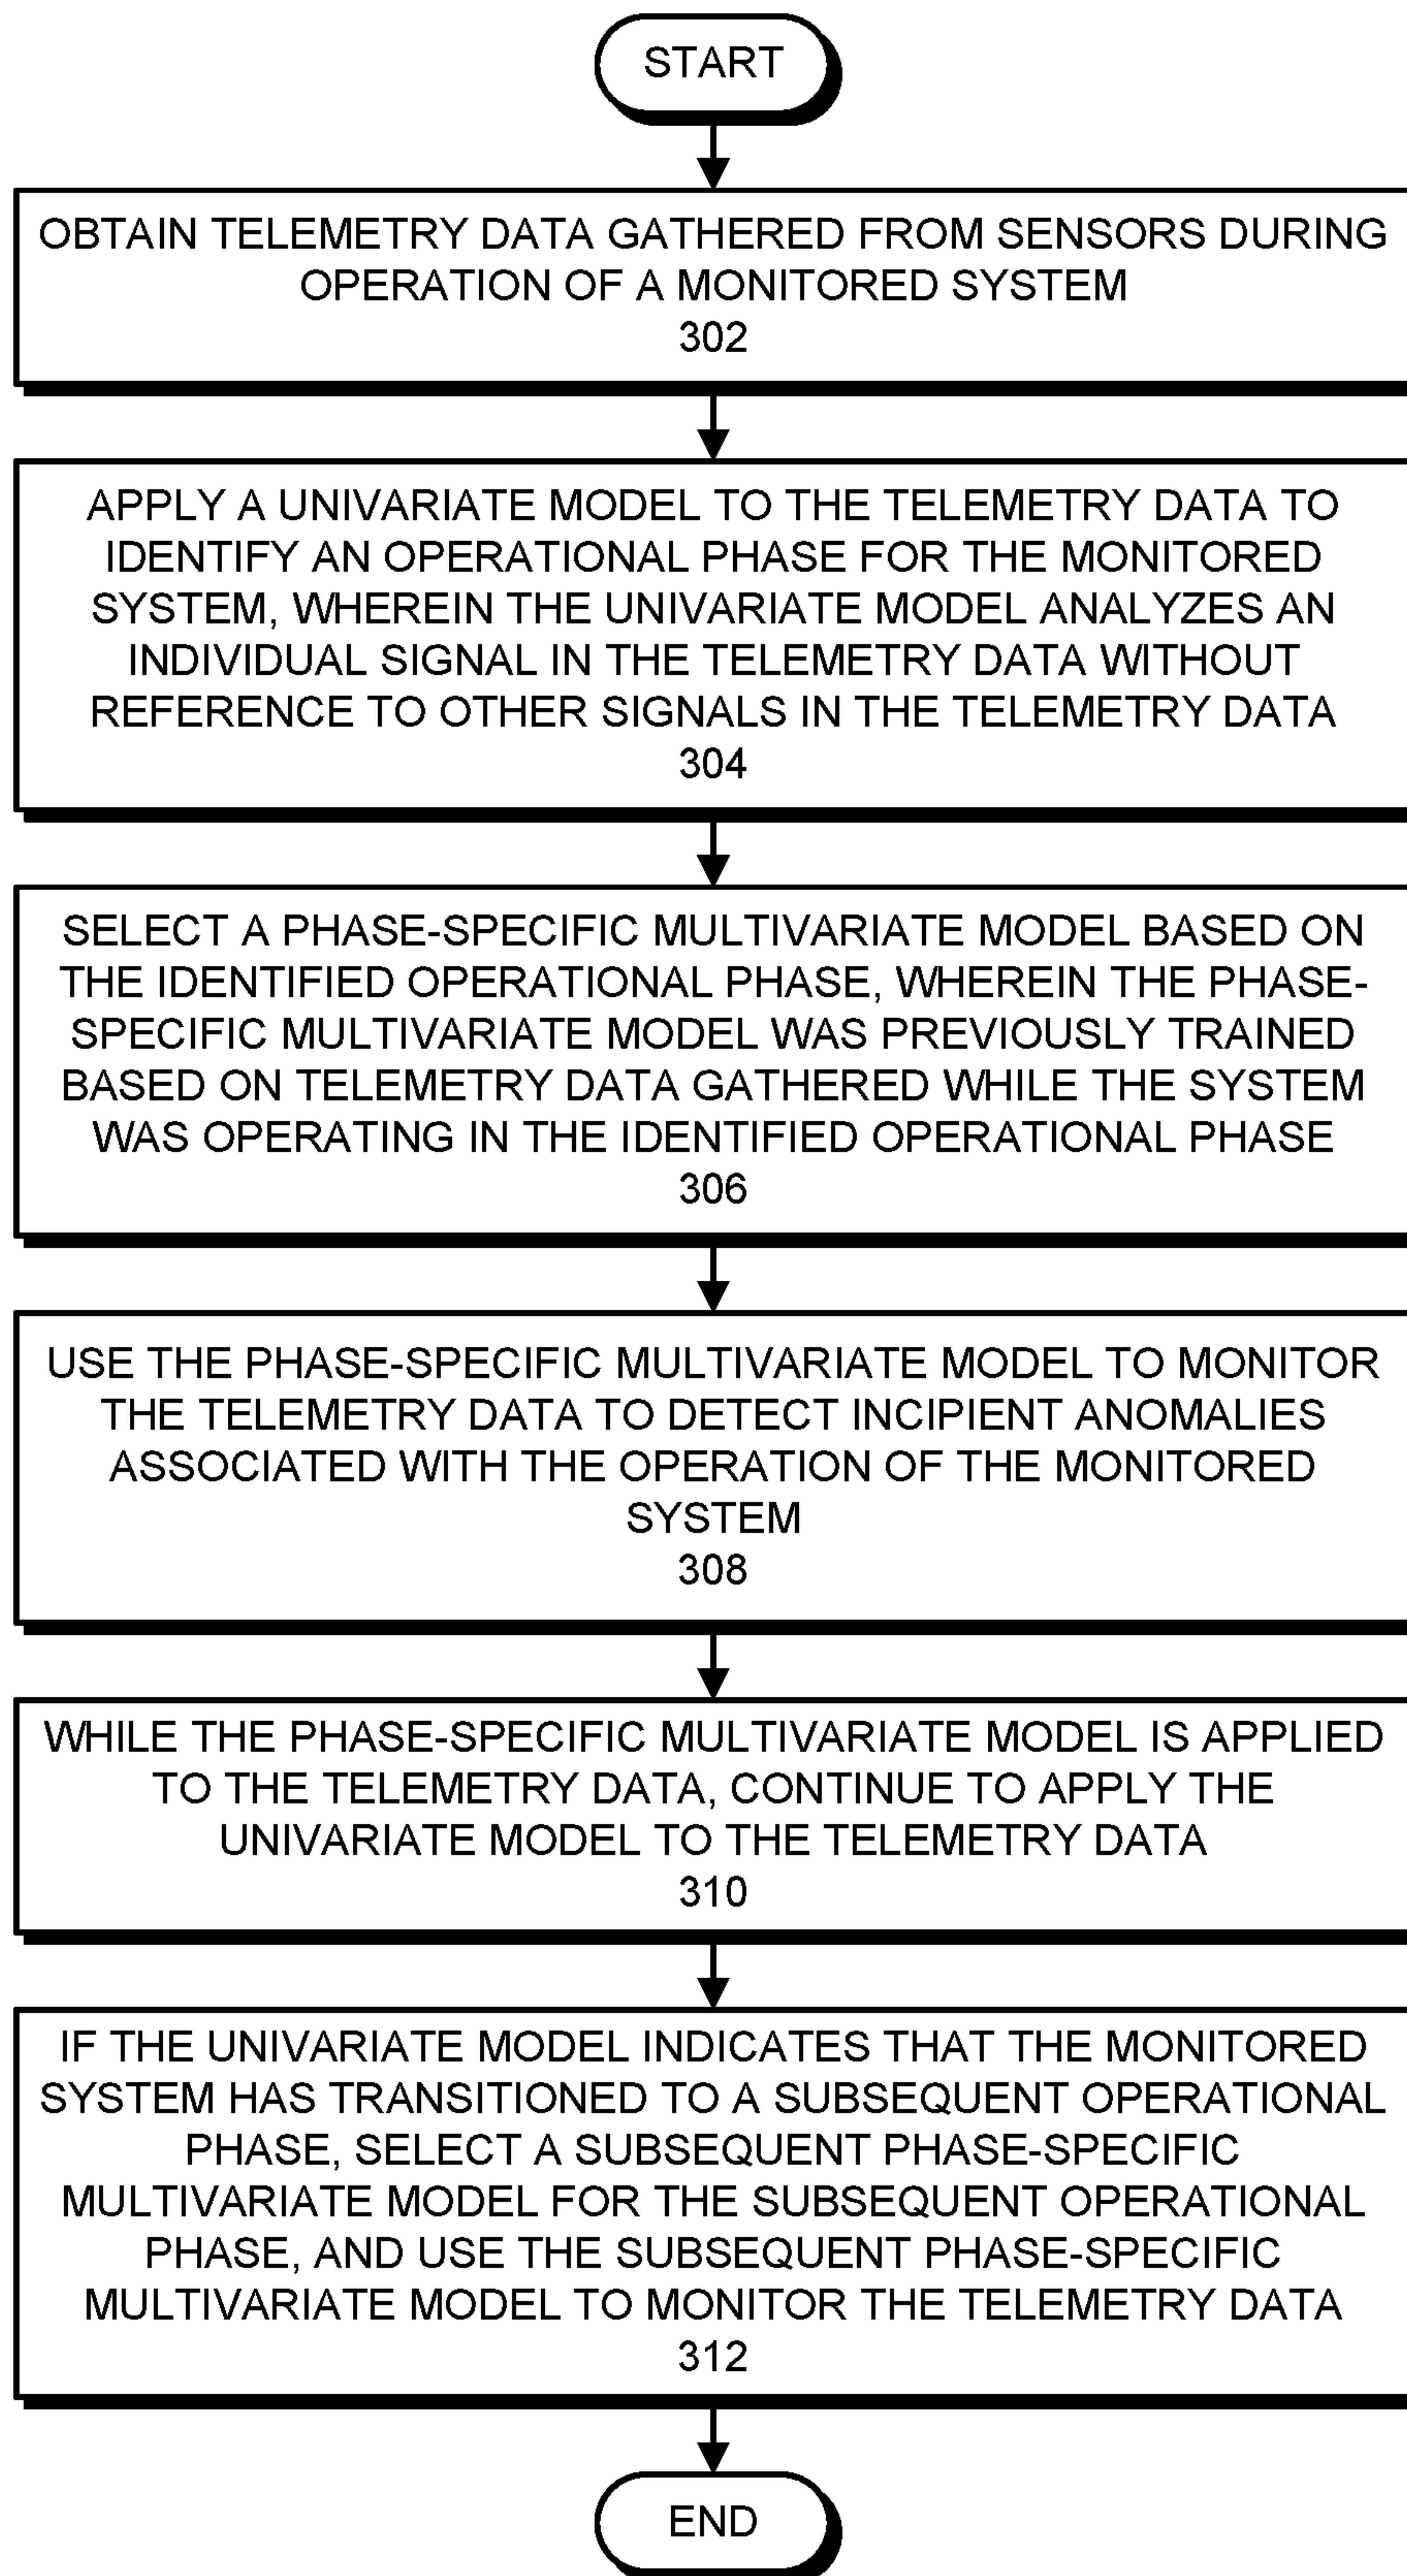 START
OBTAIN TELEMETRY DATA GATHERED FROM SENSORS DURING
OPERATION OF A MONITORED SYSTEM
302
APPLY A UNIVARIATE MODEL TO THE TELEMETRY DATA TO
IDENTIFY AN OPERATIONAL PHASE FOR THE MONITORED
SYSTEM, WHEREIN THE UNIVARIATE MODEL ANALYZES AN
INDIVIDUAL SIGNAL IN THE TELEMETRY DATA WITHOUT
REFERENCE TO OTHER SIGNALS IN THE TELEMETRY DATA
304
SELECT A PHASE-SPECIFIC MULTIVARIATE MODEL BASED ON
THE IDENTIFIED OPERATIONAL PHASE, WHEREIN THE PHASE-
SPECIFIC MULTIVARIATE MODEL WAS PREVIOUSLY TRAINED
BASED ON TELEMETRY DATA GATHERED WHILE THE SYSTEM
WAS OPERATING IN THE IDENTIFIED OPERATIONAL PHASE
306
USE THE PHASE-SPECIFIC MULTIVARIATE MODEL TO MONITOR
THE TELEMETRY DATA TO DETECT INCIPIENT ANOMALIES
ASSOCIATED WITH THE OPERATION OF THE MONITORED
SYSTEM
308
WHILE THE PHASE-SPECIFIC MULTIVARIATE MODEL IS APPLIED
TO THE TELEMETRY DATA, CONTINUE TO APPLY THE
UNIVARIATE MODEL TO THE TELEMETRY DATA
310
IF THE UNIVARIATE MODEL INDICATES THAT THE MONITORED
SYSTEM HAS TRANSITIONED TO A SUBSEQUENT OPERATIONAL
PHASE, SELECT A SUBSEQUENT PHASE-SPECIFIC
MULTIVARIATE MODEL FOR THE SUBSEQUENT OPERATIONAL
PHASE, AND USE THE SUBSEQUENT PHASE-SPECIFIC
MULTIVARIATE MODEL TO MONITOR THE TELEMETRY DATA
312
END